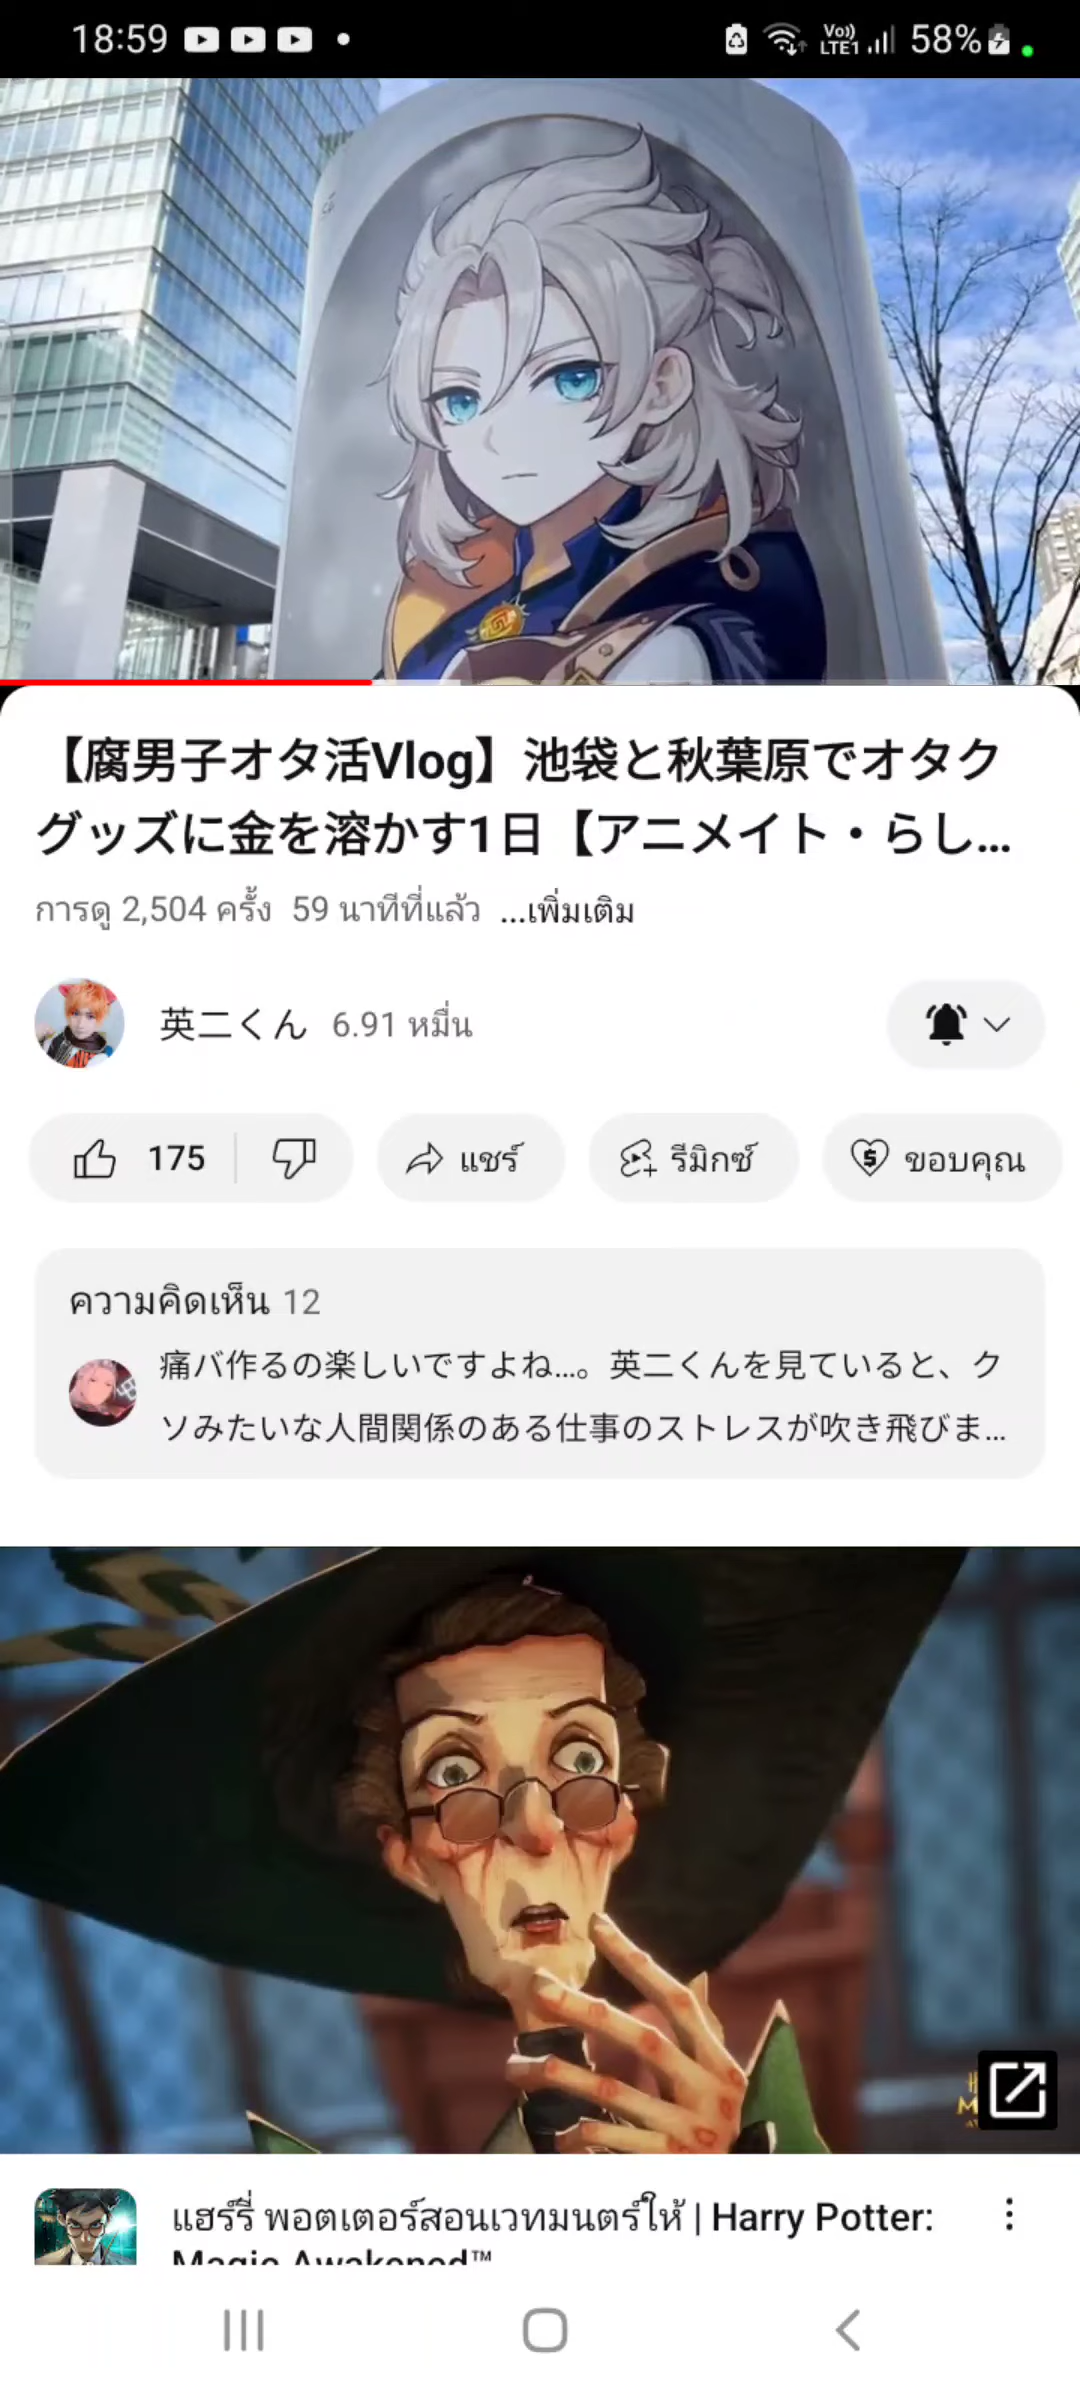 18:59
Vo))
LTE1
58%
【腐男子オタ活Vlog】池袋と秋葉原でオタク
グッズに金を溶かす1日【アニメイト・らし...
การดู 2,504 ครั้ง 59 นาทีที่แล้ว ...เพิ่มเติม
英二くん 6.91 หมื่น
175
แชร์
รีมิกซ์
ขอบคุณ
ความคิดเห็น 12
痛バ作るの楽しいですよね...。英二くんを見ていると、ク
ソみたいな人間関係のある仕事のストレスが吹き飛びま...
แฮร์รี่ พอตเตอร์สอนเวทมนตร์ให้ | Harry Potter:
Magic Awakened™